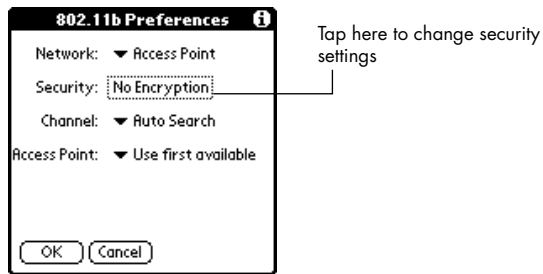 802.11b Preferences i
Network: Access Point
Security: No Encryption
Channel: Auto Search
Access Point: Use first available
OK Cancel
Tap here to change security
settings